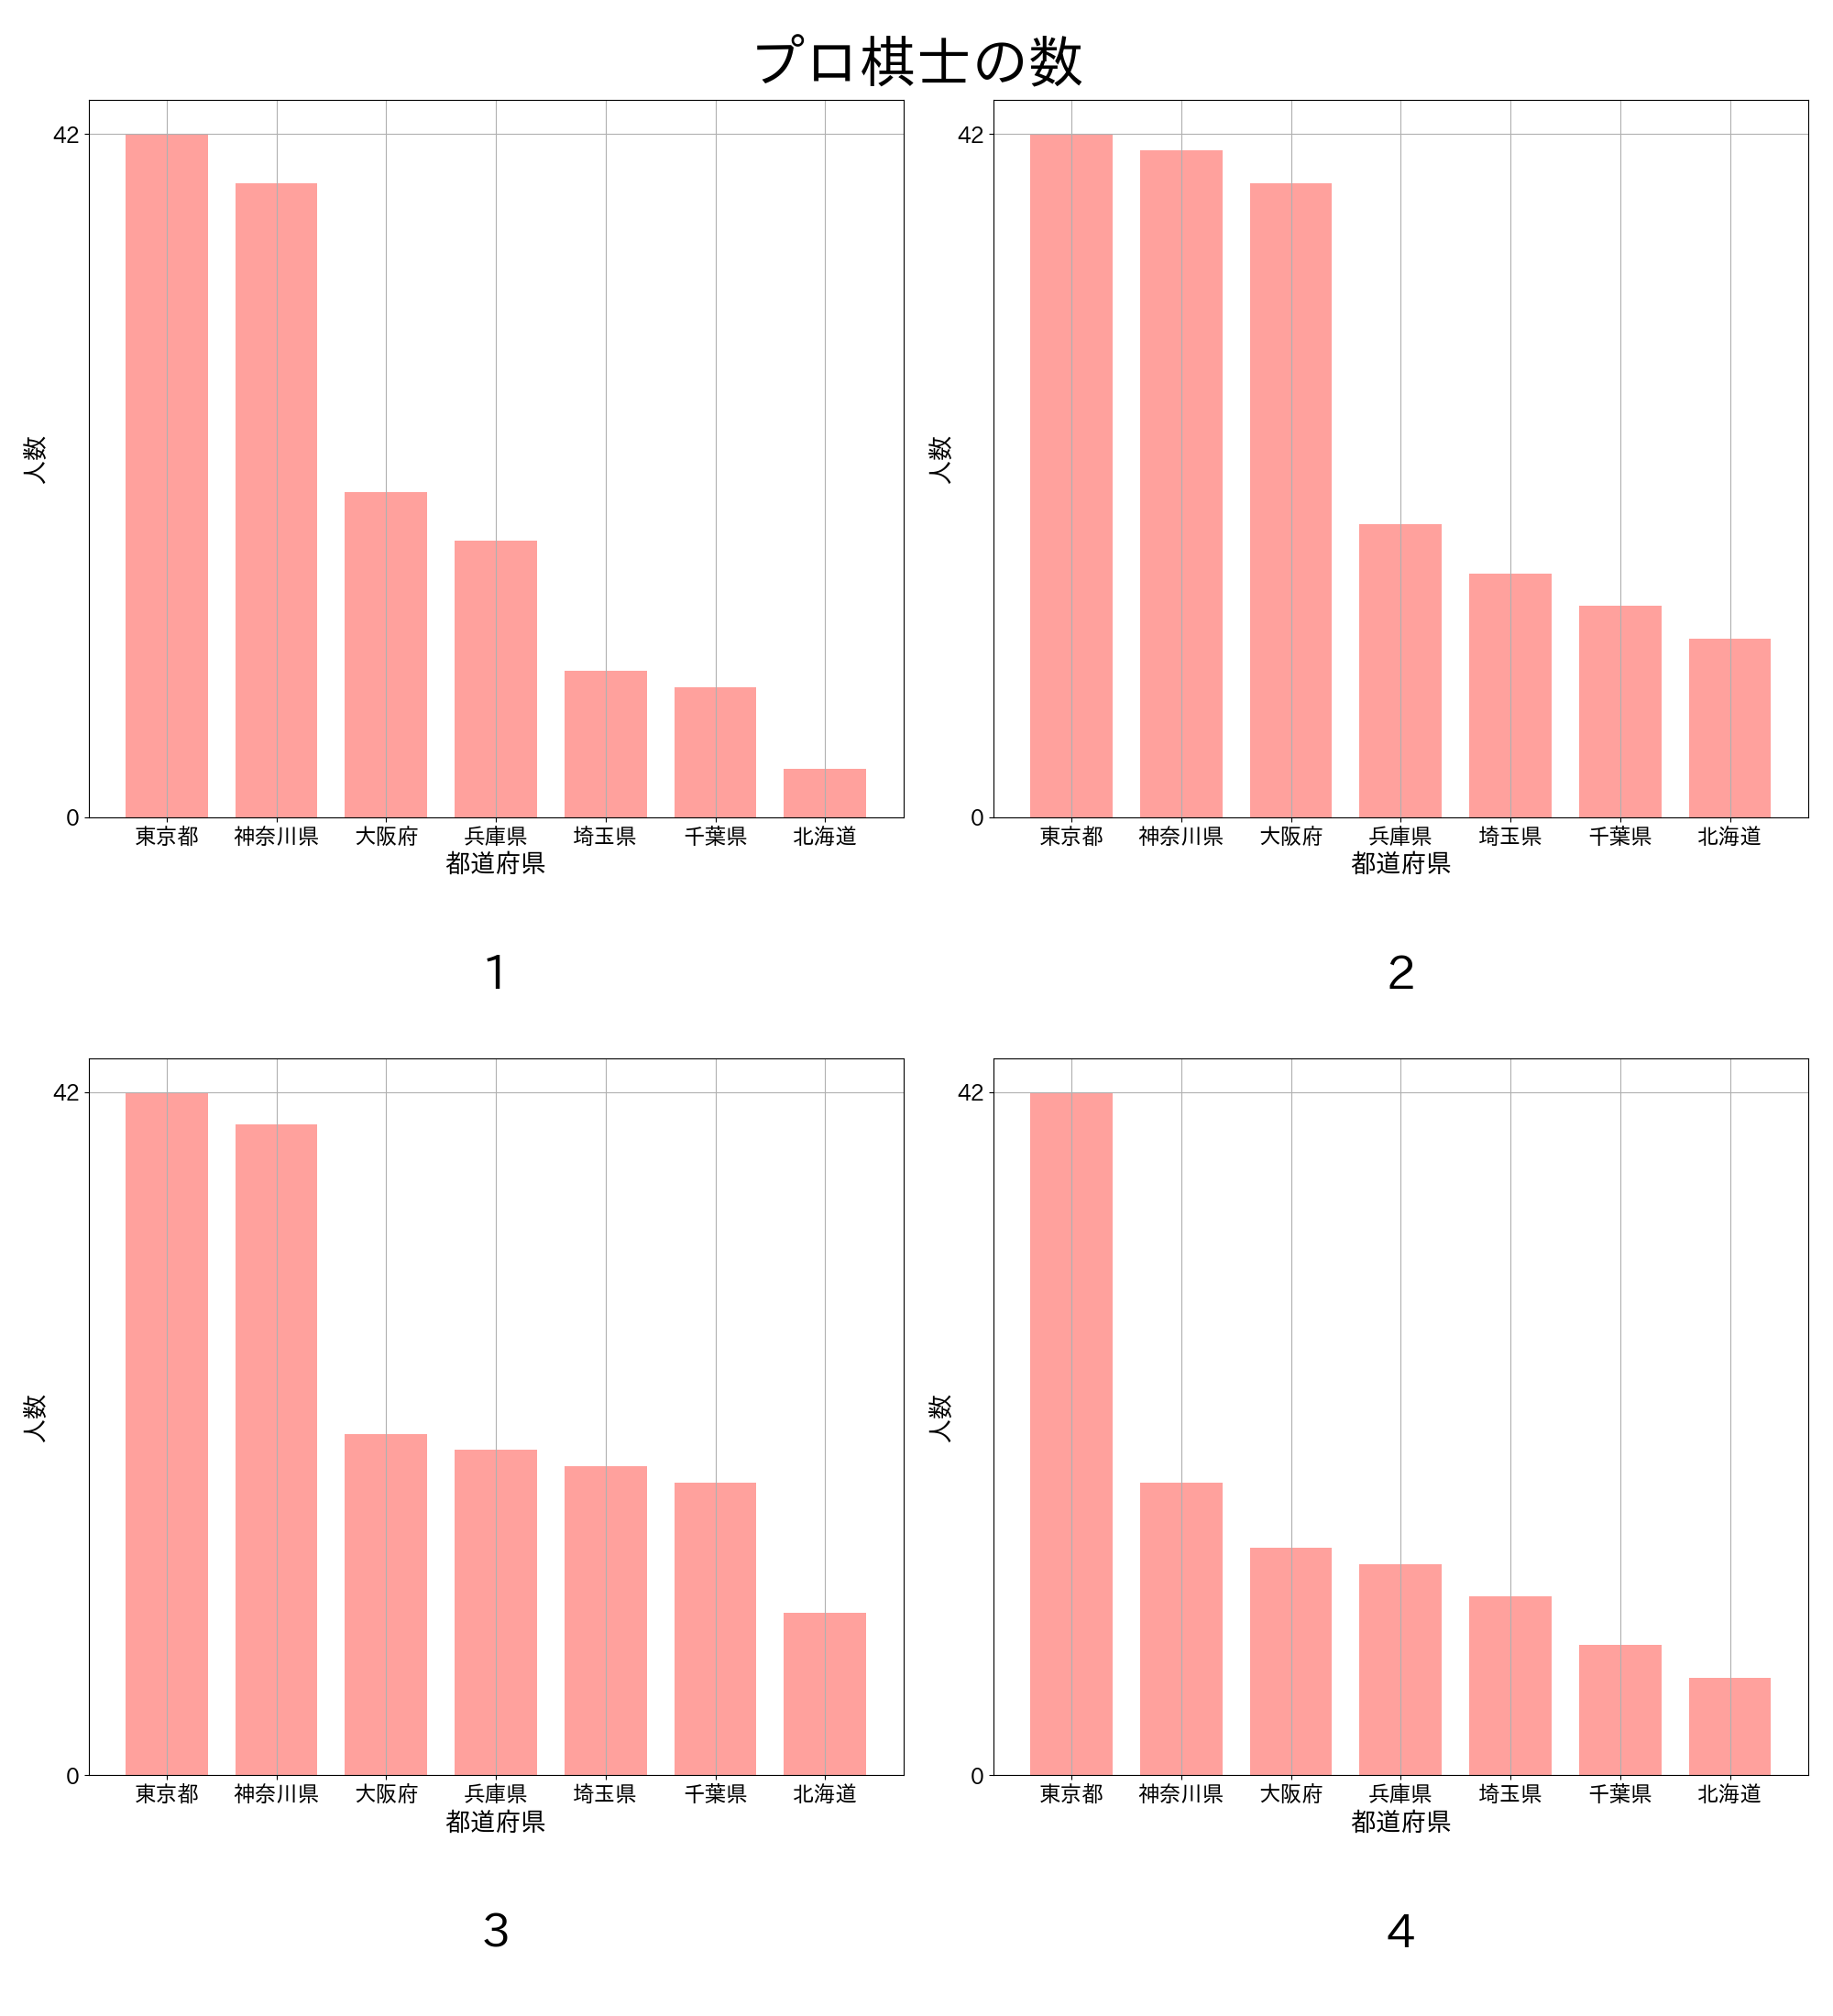 プロ棋士の数
42
0
人数
東京都 神奈川県 大阪府 兵庫県 埼玉県 千葉県 北海道
都道府県
1
42
0
人数
東京都 神奈川県 大阪府 兵庫県 埼玉県 千葉県 北海道
都道府県
2
42
0
人数
東京都 神奈川県 大阪府 兵庫県 埼玉県 千葉県 北海道
都道府県
3
42
0
人数
東京都 神奈川県 大阪府 兵庫県 埼玉県 千葉県 北海道
都道府県
4